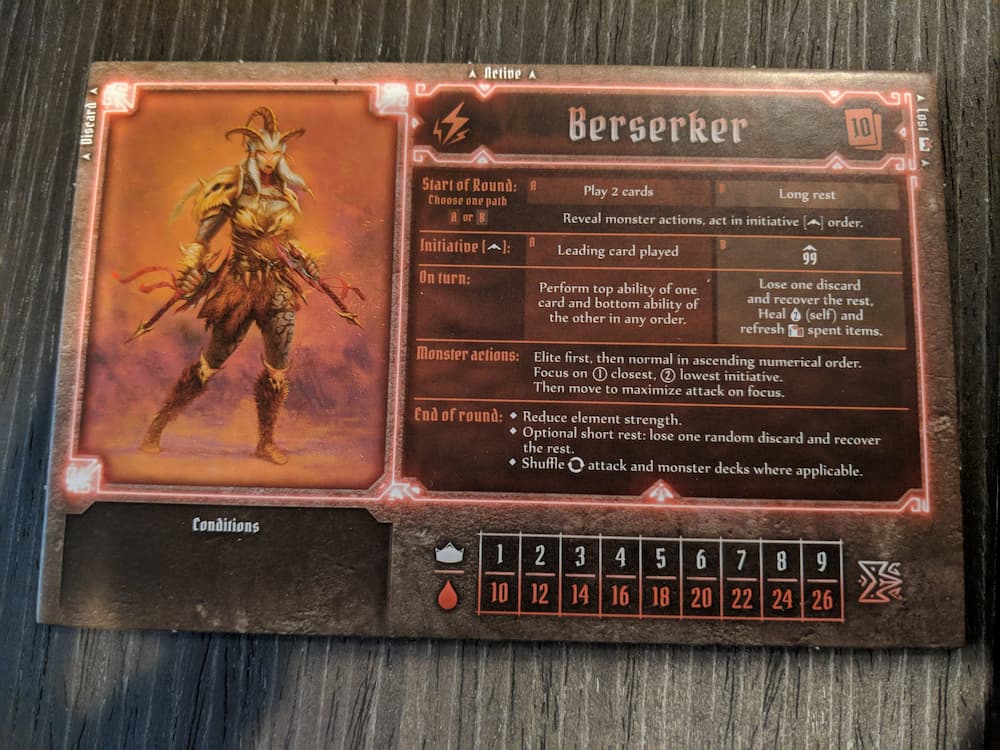 Active
Discard
Lost
Berserker
10
Start of Round:
Choose one path
A or B
A Play 2 cards
B Long rest
Reveal monster actions, act in initiative [ ] order.
Initiative [ ]:
A Leading card played
B 99
On turn:
Perform top ability of one
card and bottom ability of
the other in any order.
Lose one discard
and recover the rest,
Heal 2 (self) and
refresh spent items.
Monster actions:
Elite first, then normal in ascending numerical order.
Focus on ① closest, ② lowest initiative.
Then move to maximize attack on focus.
End of round:
◆ Reduce element strength.
◆ Optional short rest: lose one random discard and recover
the rest.
◆ Shuffle attack and monster decks where applicable.
Conditions
1 2 3 4 5 6 7 8 9
10 12 14 16 18 20 22 24 26